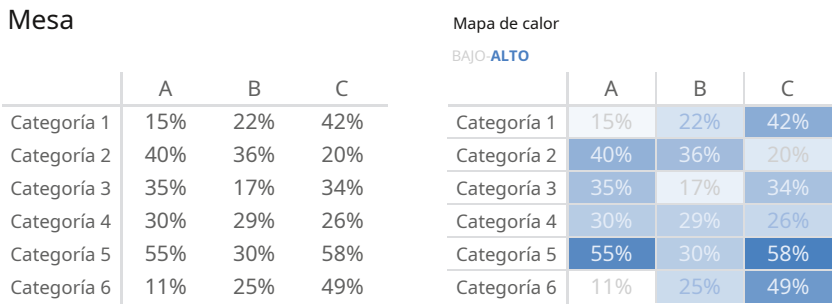 Mesa
A B C
Categoría 1 15% 22% 42%
Categoría 2 40% 36% 20%
Categoría 3 35% 17% 34%
Categoría 4 30% 29% 26%
Categoría 5 55% 30% 58%
Categoría 6 11% 25% 49%
Mapa de calor
BAJO-ALTO
A B C
Categoría 1 15% 22% 42%
Categoría 2 40% 36% 20%
Categoría 3 35% 17% 34%
Categoría 4 30% 29% 26%
Categoría 5 55% 30% 58%
Categoría 6 11% 25% 49%